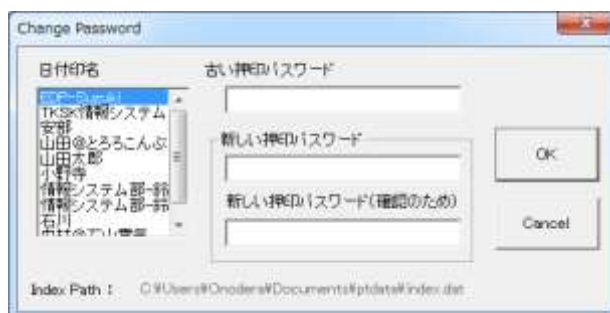 Change Password
日付印名
古い押印パスワード
EDP-Suzuki
TKSK情報システム
安部
山田@とろろこんぶ
山田太郎
小野寺
情報システム部-鈴
情報システム部-鈴
石川
新しい押印パスワード
新しい押印パスワード(確認のため)
OK
Cancel
Index Path : C:¥Users¥Onodera¥Documents¥ptdata¥index.dat